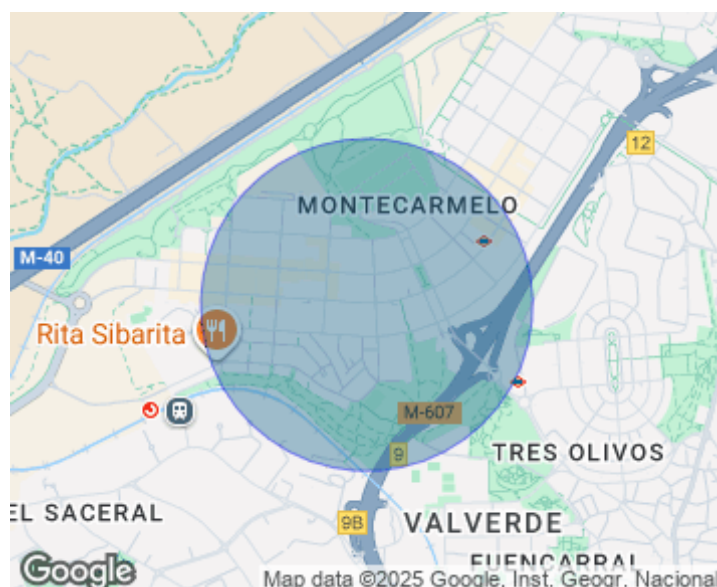 12
MONTECARMELO
M-40
Rita Sibarita
M-607
9
TRES OLIVOS
EL SACERAL
9B
VALVERDE
FUENCARRAL
Google
Map data ©2025 Google, Inst. Geogr. Nacional